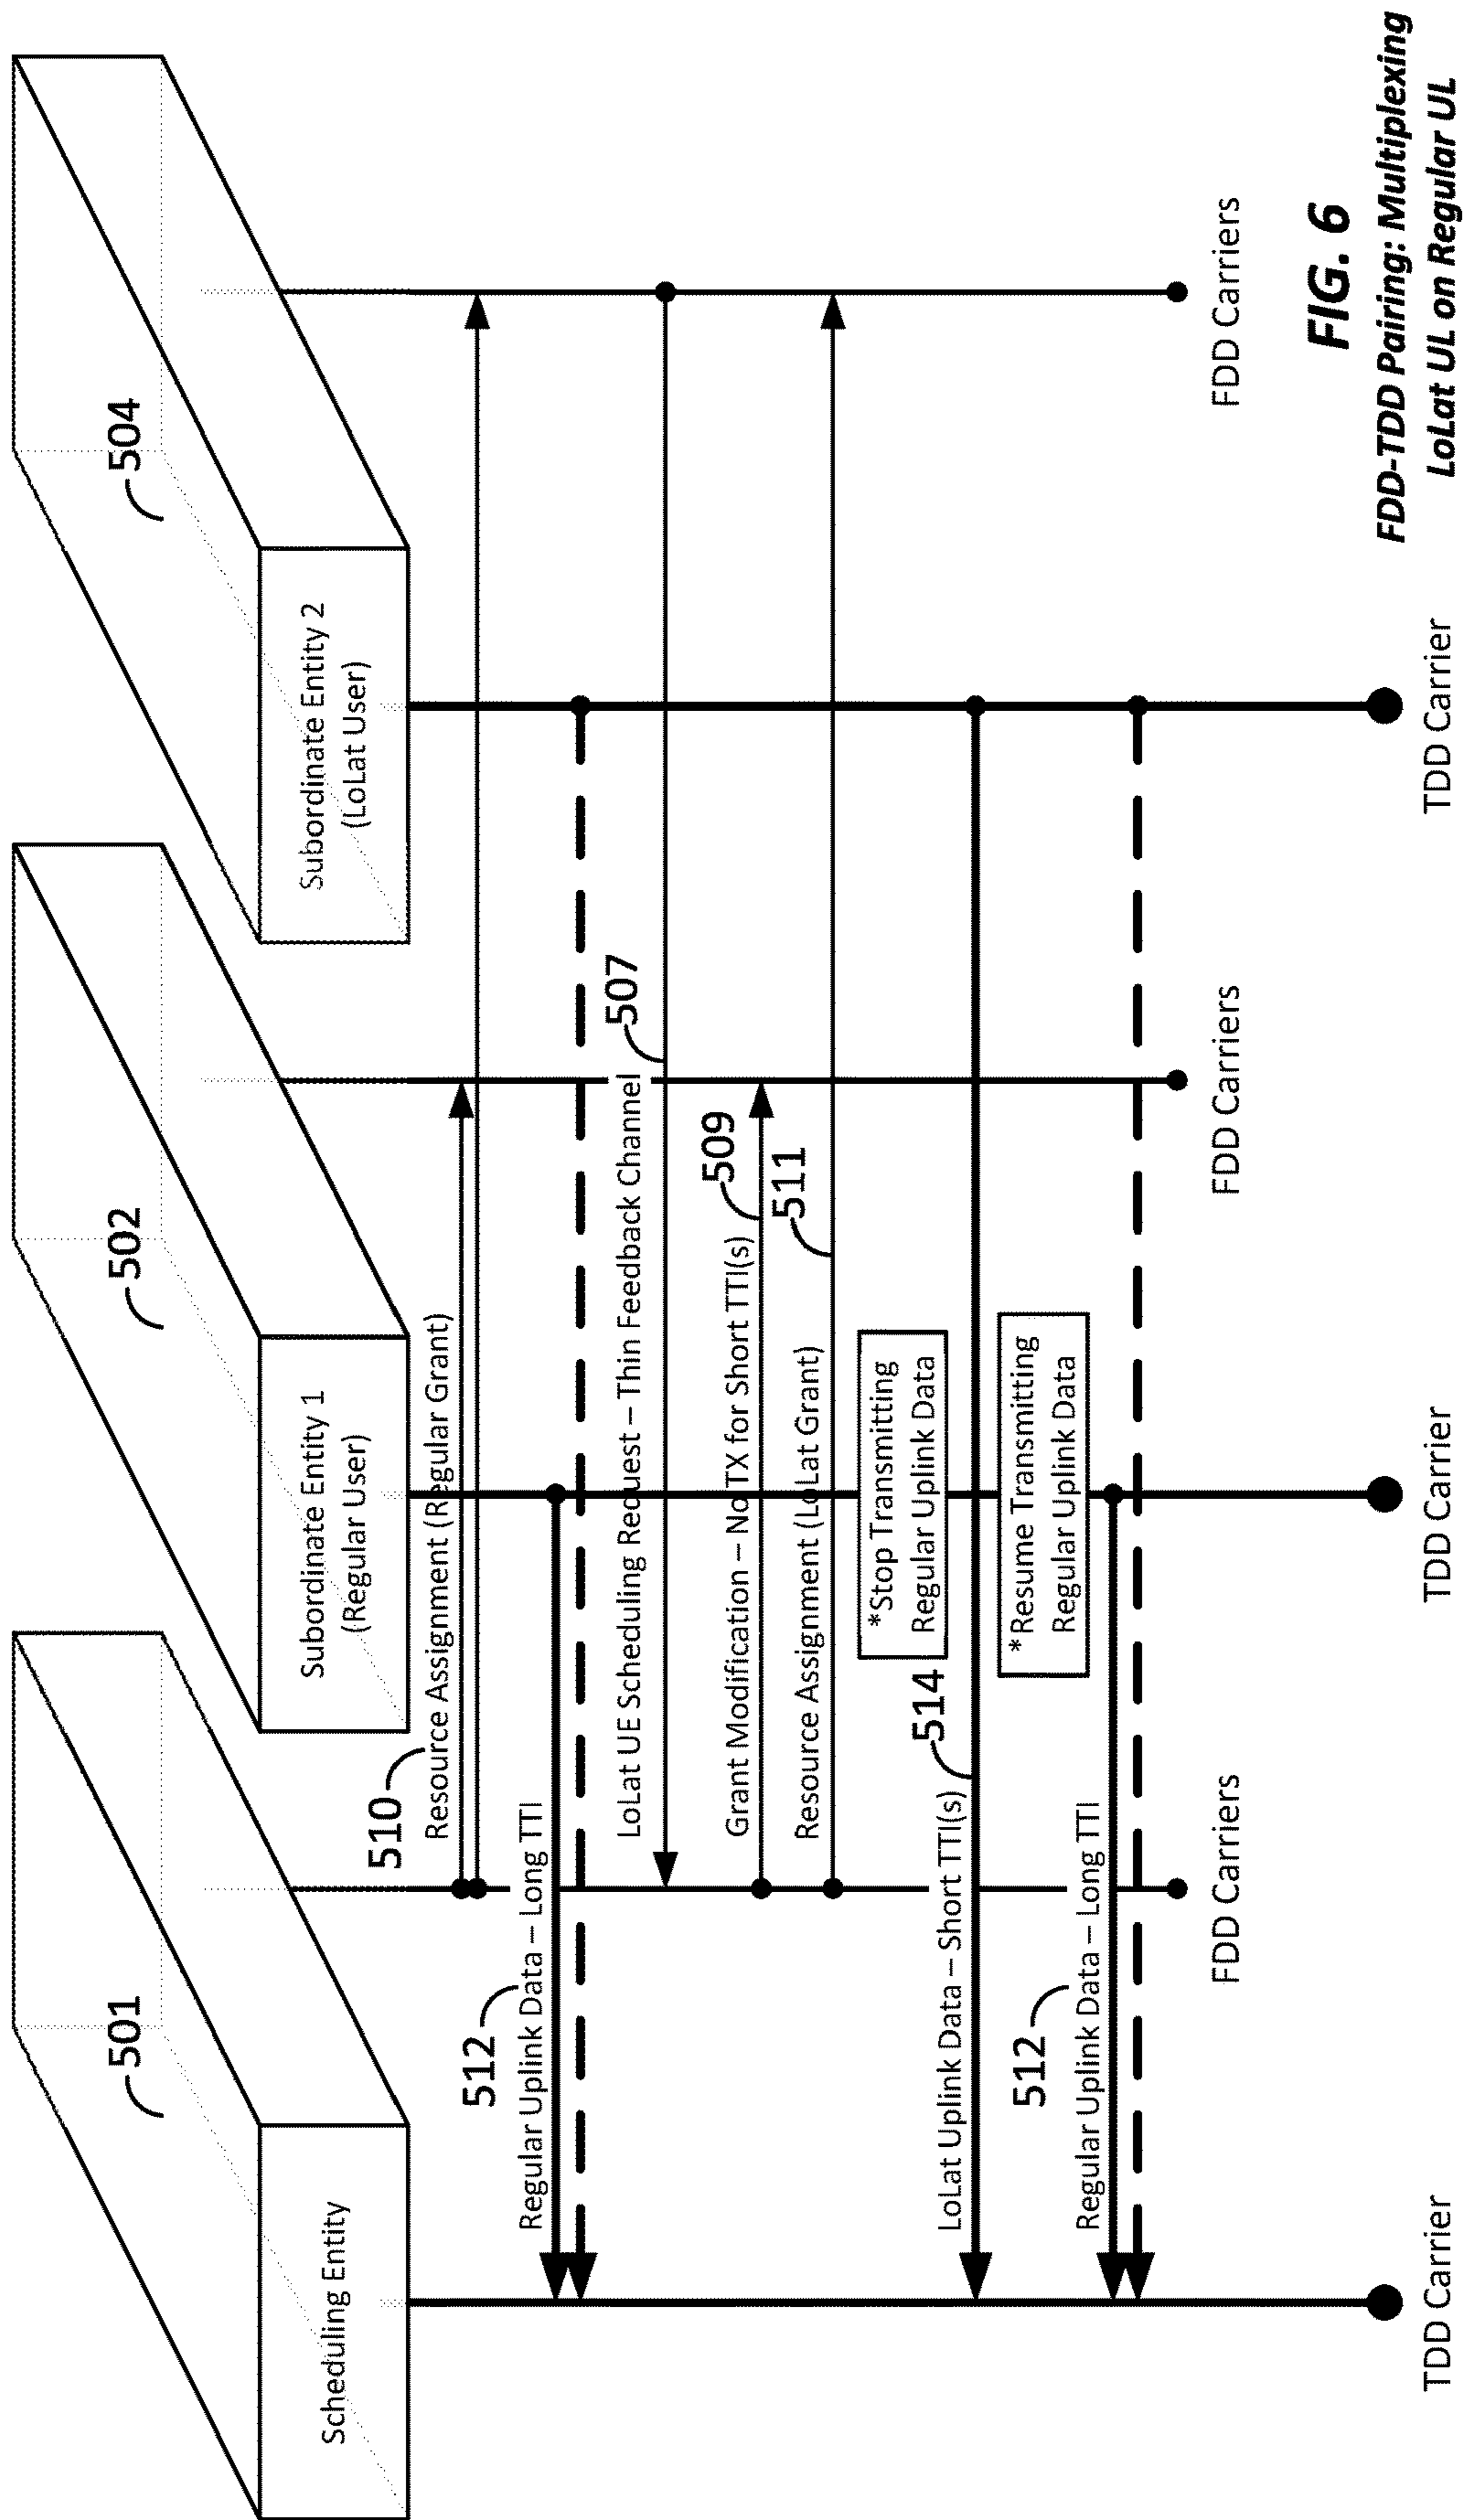 501
Scheduling Entity
502
Subordinate Entity 1
(Regular User)
504
Subordinate Entity 2
(LoLat User)
510
Resource Assignment (Regular Grant)
512
Regular Uplink Data – Long TTI
507
LoLat UE Scheduling Request – Thin Feedback Channel
509
Grant Modification – No TX for Short TTI(s)
511
Resource Assignment (LoLat Grant)
*Stop Transmitting
Regular Uplink Data
514
LoLat Uplink Data – Short TTI(s)
*Resume Transmitting
Regular Uplink Data
512
Regular Uplink Data – Long TTI
FDD Carriers
FDD Carriers
FDD Carriers
TDD Carrier
TDD Carrier
TDD Carrier
FIG. 6
FDD-TDD Pairing: Multiplexing
LoLat UL on Regular UL